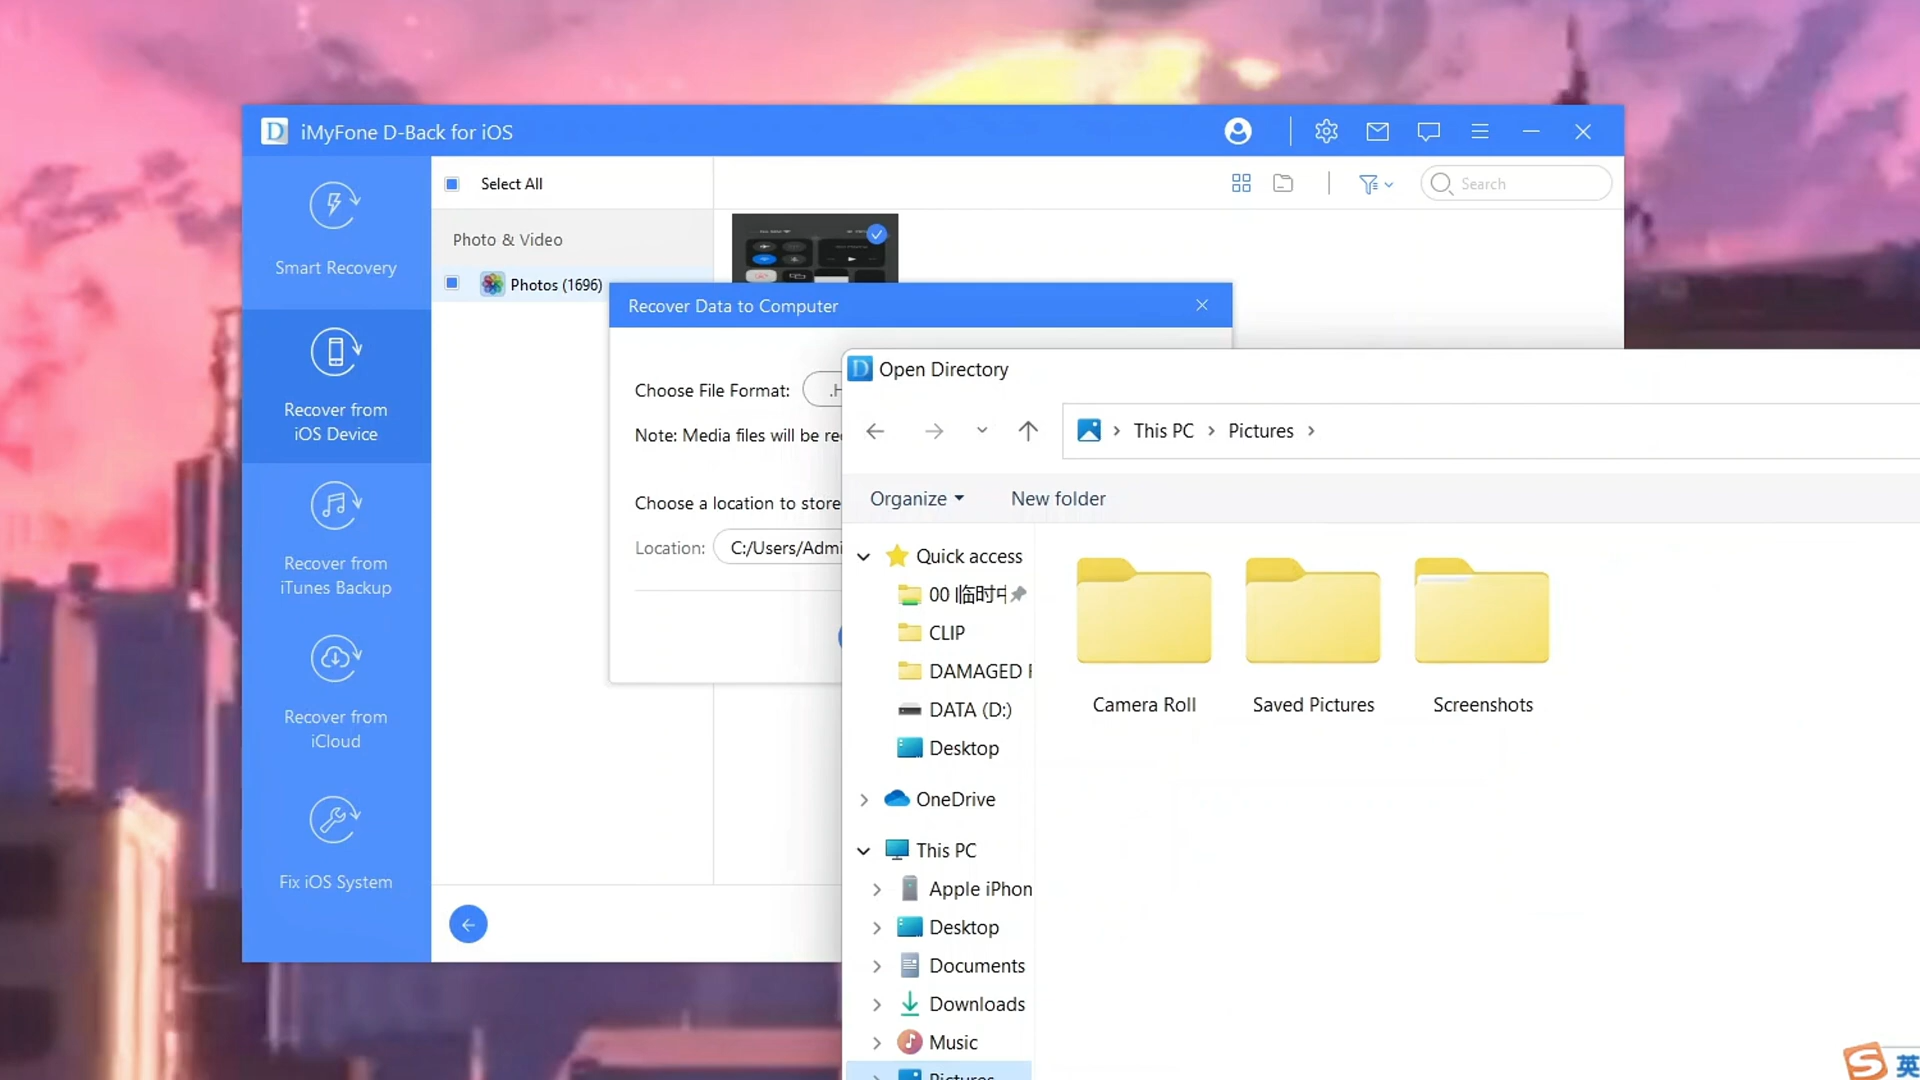 iMyFone D-Back for iOS
Select All
Search
Smart Recovery
Photo & Video
Photos (1696)
Recover Data to Computer
Recover from
iOS Device
Choose File Format:
Note: Media files will be
Choose a location to store
Location: C:/Users/
Open Directory
This PC
Pictures
Organize
New folder
Quick access
00 临时
CLIP
DAMAGED
DATA (D:)
Desktop
OneDrive
This PC
Apple
Desktop
Documents
Downloads
Music
Pictures
Camera Roll
Saved Pictures
Screenshots
Recover from
iTunes Backup
Recover from
iCloud
Fix iOS System
英